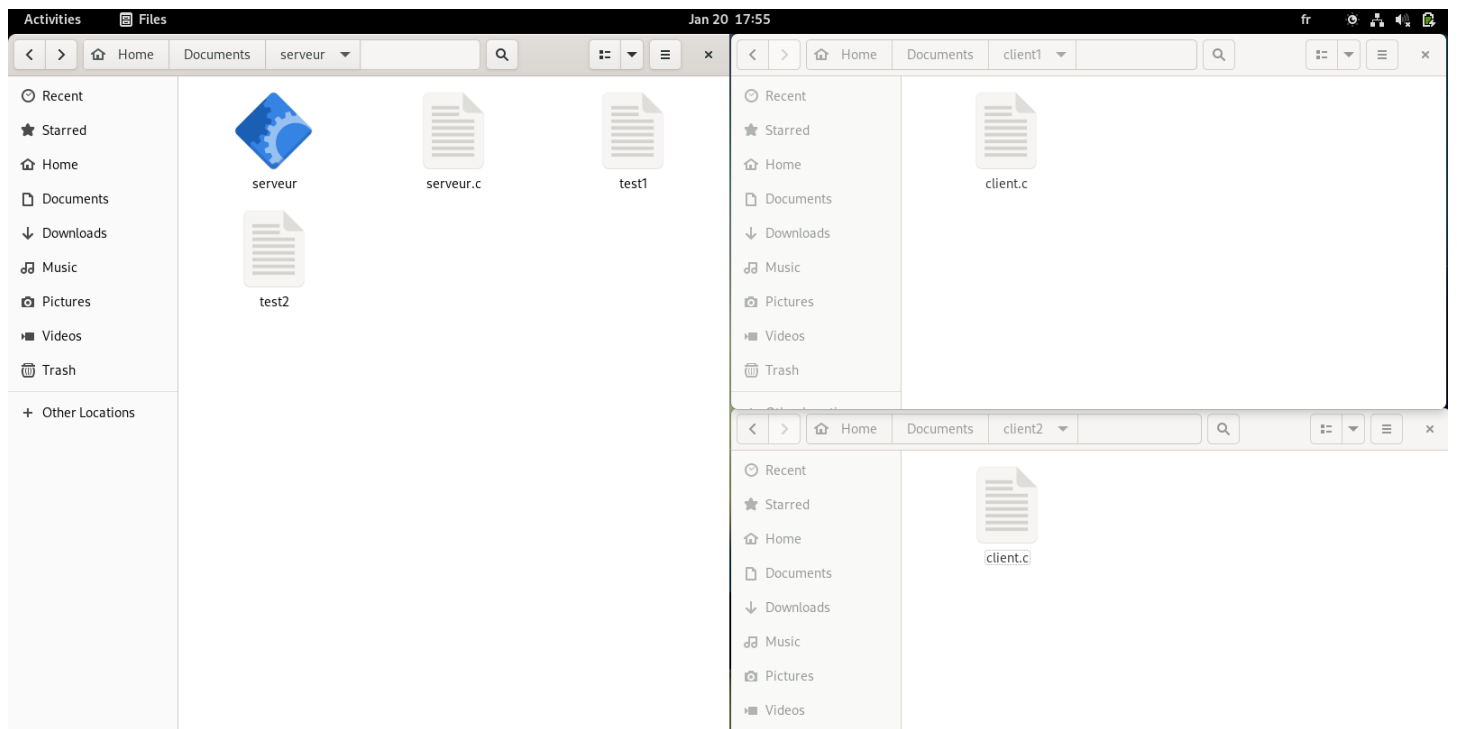 Activities Files Jan 20 17:55 fr
Home Documents serveur
Recent
Starred
Home
Documents
Downloads
Music
Pictures
Videos
Trash
Other Locations
serveur serveur.c test1
test2
Home Documents client1
Recent
Starred
Home
Documents
Downloads
Music
Pictures
Videos
Trash
client.c
Home Documents client2
Recent
Starred
Home
Documents
Downloads
Music
Pictures
Videos
client.c